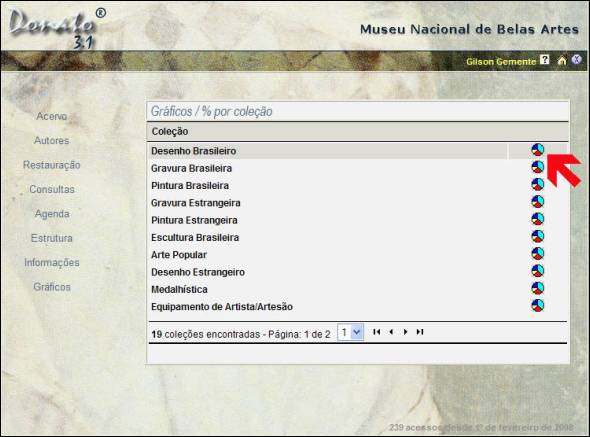 Donato®
3.1
Museu Nacional de Belas Artes
Gilson Gemente ?
Acervo
Autores
Restauração
Consultas
Agenda
Estrutura
Informações
Gráficos
Gráficos / % por coleção
Coleção
Desenho Brasileiro
Gravura Brasileira
Pintura Brasileira
Gravura Estrangeira
Pintura Estrangeira
Escultura Brasileira
Arte Popular
Desenho Estrangeiro
Medalhística
Equipamento de Artista/Artesão
19 coleções encontradas - Página: 1 de 2 1
239 acessos desde 1º de fevereiro de 2008